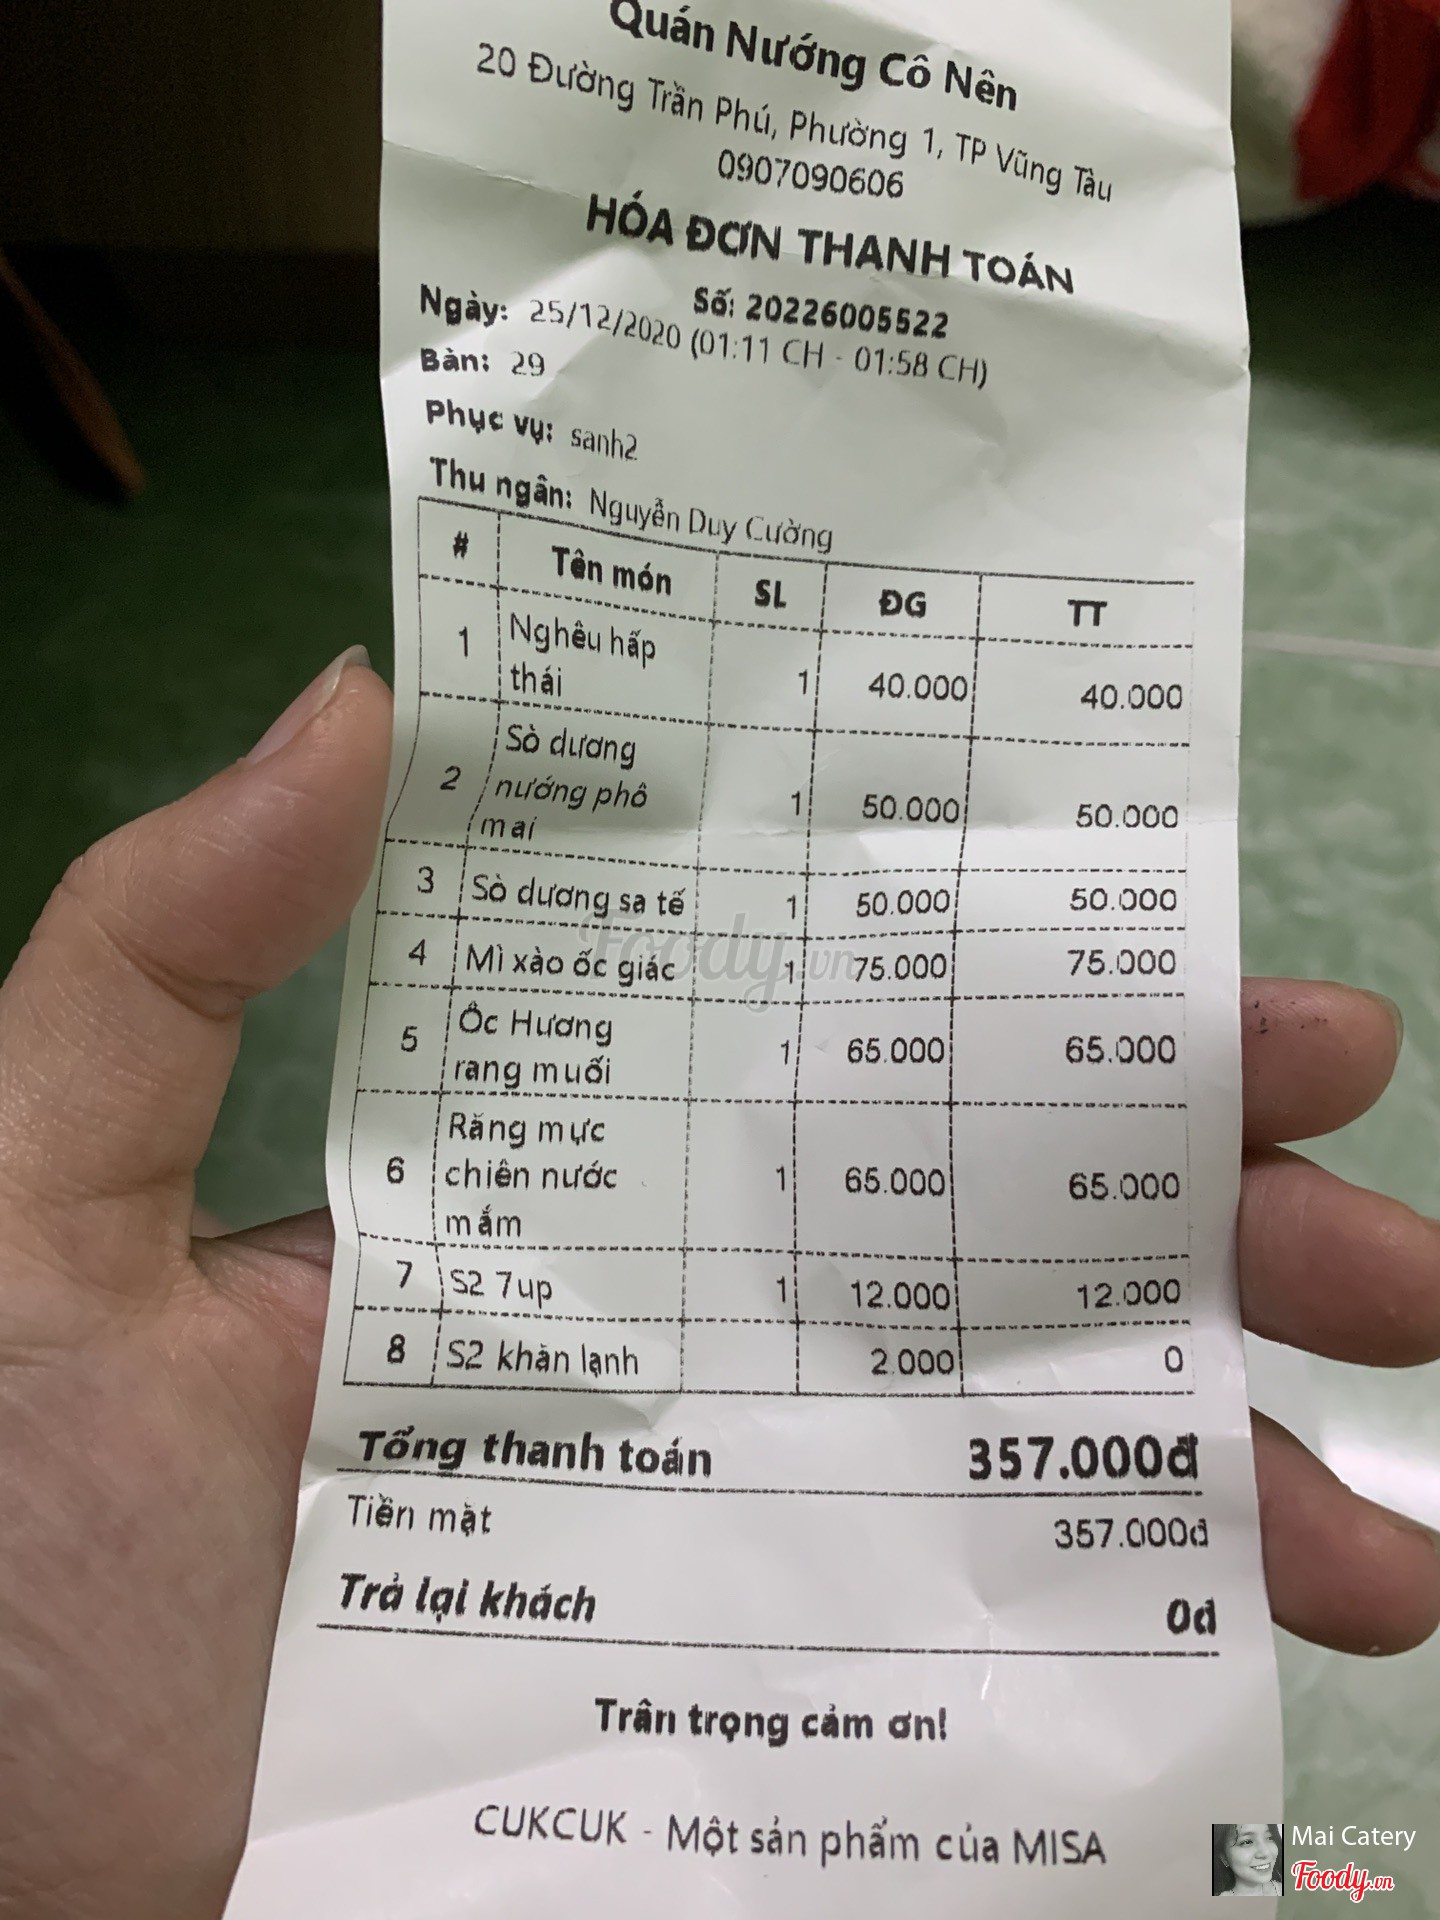 Quán Nướng Cô Nên
20 Đường Trần Phú, Phường 1, TP Vũng Tàu
0907090606
HÓA ĐƠN THANH TOÁN
Số: 20226005522
Ngày: 25/12/2020 (01:11 CH - 01:58 CH)
Bàn: 29
Phục vụ: sanh2
Thu ngân: Nguyễn Duy Cường
# Tên món SL ĐG TT
1 Nghêu hấp thái 1 40.000 40.000
2 Sò dương nướng phô mai 1 50.000 50.000
3 Sò dương sa tế 1 50.000 50.000
4 Mì xào ốc giác 1 75.000 75.000
5 Ốc Hương rang muối 1 65.000 65.000
6 Răng mực chiên nước mắm 1 65.000 65.000
7 S2 7up 1 12.000 12.000
8 S2 khăn lạnh 2.000 0
Tổng thanh toán 357.000đ
Tiền mặt 357.000đ
Trả lại khách 0đ
Trân trọng cảm ơn!
CUKCUK - Một sản phẩm của MISA
Foody.vn
Mai Catery
Foody.vn